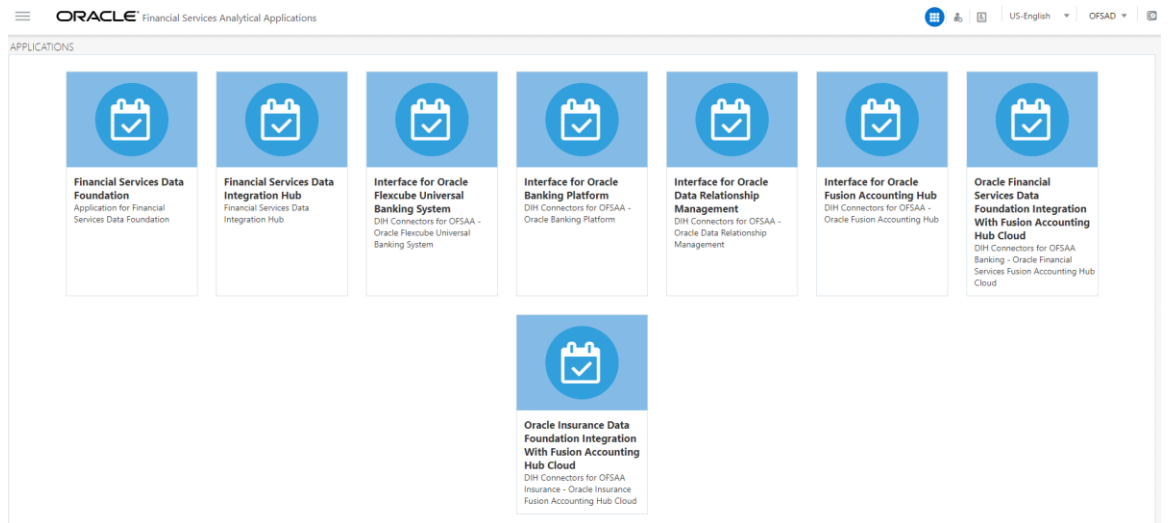 ORACLE® Financial Services Analytical Applications
US-English
OFSAD
APPLICATIONS
Financial Services Data
Foundation
Application for Financial
Services Data Foundation
Financial Services Data
Integration Hub
Financial Services Data
Integration Hub
Interface for Oracle
Flexcube Universal
Banking System
DIH Connectors for OFSAA -
Oracle Flexcube Universal
Banking System
Interface for Oracle
Banking Platform
DIH Connectors for OFSAA -
Oracle Banking Platform
Interface for Oracle
Data Relationship
Management
DIH Connectors for OFSAA -
Oracle Data Relationship
Management
Interface for Oracle
Fusion Accounting Hub
DIH Connectors for OFSAA -
Oracle Fusion Accounting Hub
Oracle Financial
Services Data
Foundation Integration
With Fusion Accounting
Hub Cloud
DIH Connectors for OFSAA
Banking - Oracle Financial
Services Fusion Accounting Hub
Cloud
Oracle Insurance Data
Foundation Integration
With Fusion Accounting
Hub Cloud
DIH Connectors for OFSAA
Insurance - Oracle Insurance
Fusion Accounting Hub Cloud